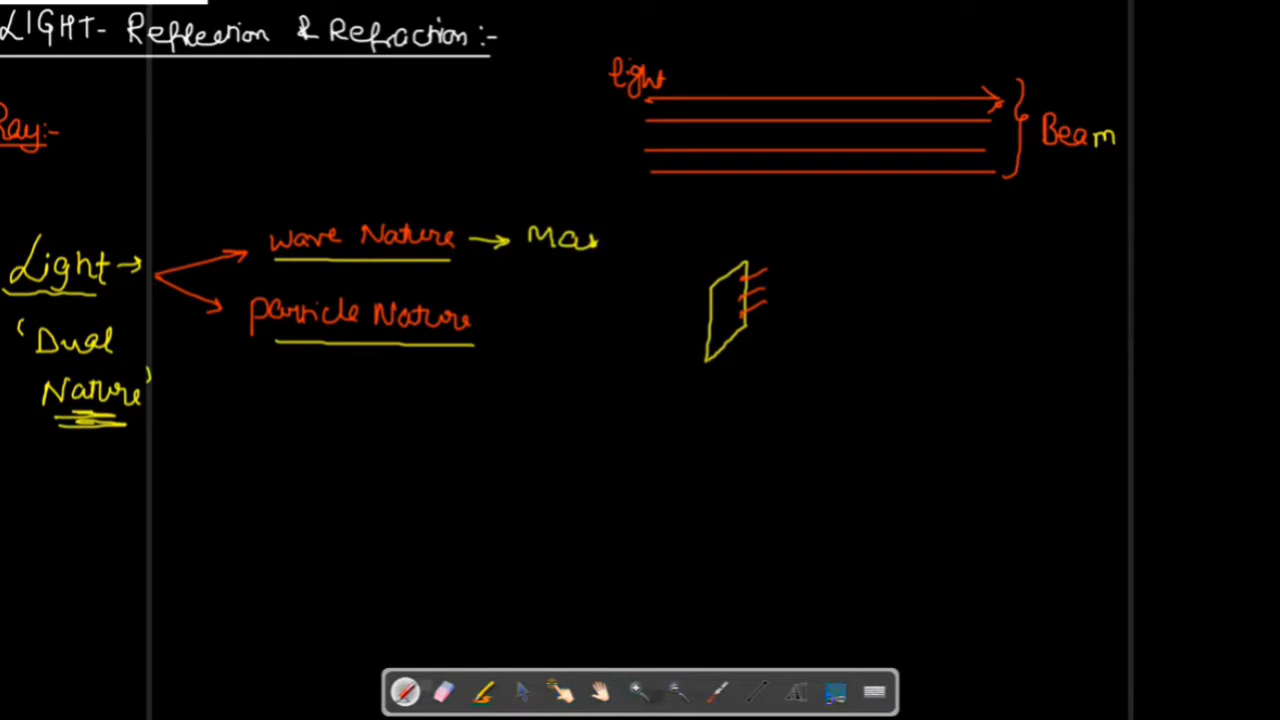 LIGHT- Reflection & Refraction:-
light
Ray:-
Beam
Wave Nature → Max
Light →
Particle Nature
'Dual
Nature'